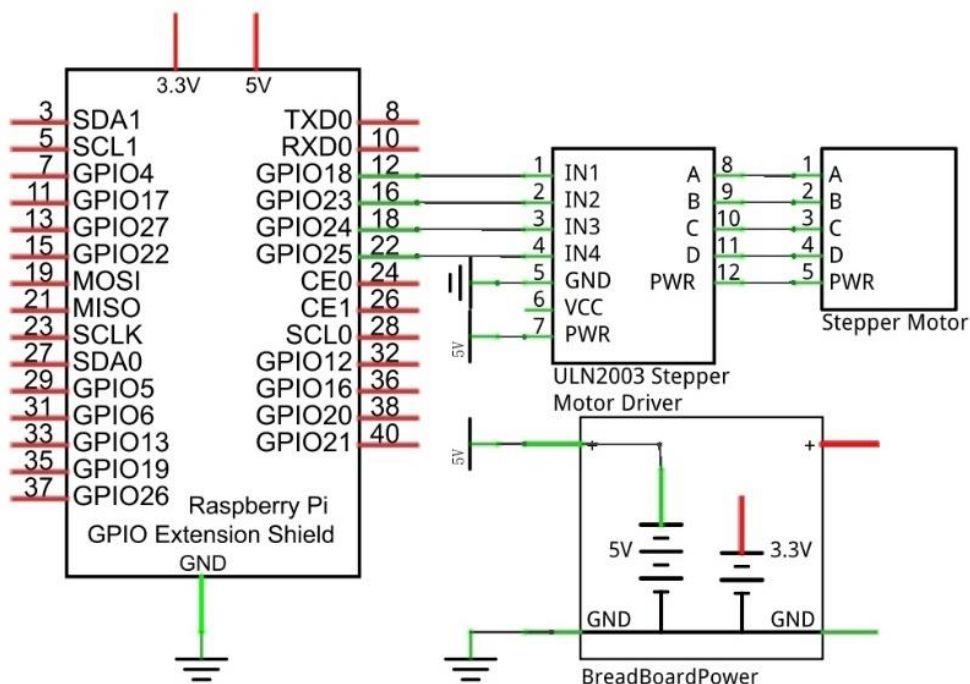 3.3V 5V
3 SDA1 TXD0 8
5 SCL1 RXD0 10
7 GPIO4 GPIO18 12
11 GPIO17 GPIO23 16
13 GPIO27 GPIO24 18
15 GPIO22 GPIO25 22
19 MOSI CE0 24
21 MISO CE1 26
23 SCLK SCL0 28
27 SDA0 GPIO12 32
29 GPIO5 GPIO16 36
31 GPIO6 GPIO20 38
33 GPIO13 GPIO21 40
35 GPIO19
37 GPIO26
Raspberry Pi
GPIO Extension Shield
GND
1 IN1 A 8
2 IN2 B 9
3 IN3 C 10
4 IN4 D 11
5 GND PWR 12
6 VCC
7 PWR
5V
ULN2003 Stepper
Motor Driver
1 A
2 B
3 C
4 D
5 PWR
Stepper Motor
5V
+ +
5V 3.3V
GND GND
BreadBoardPower